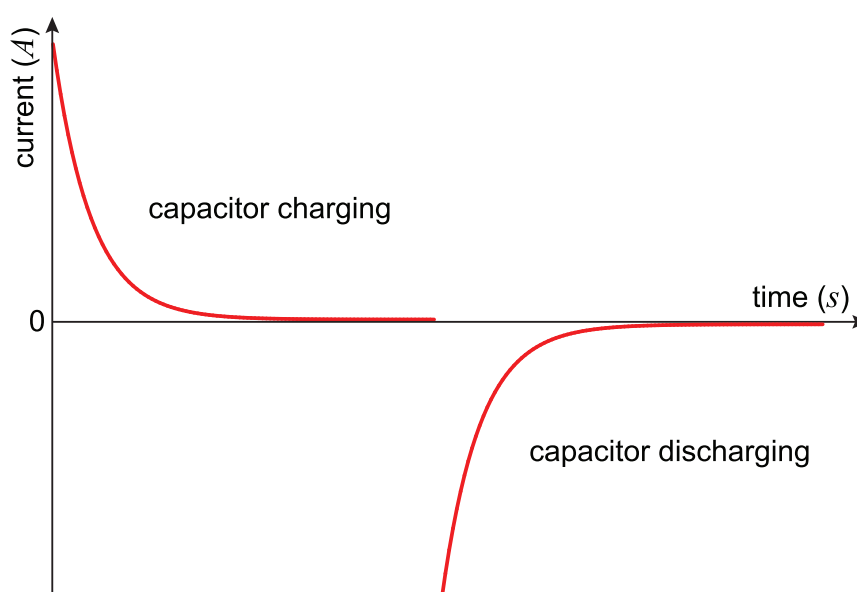 current (A)
capacitor charging
time (s)
0
capacitor discharging